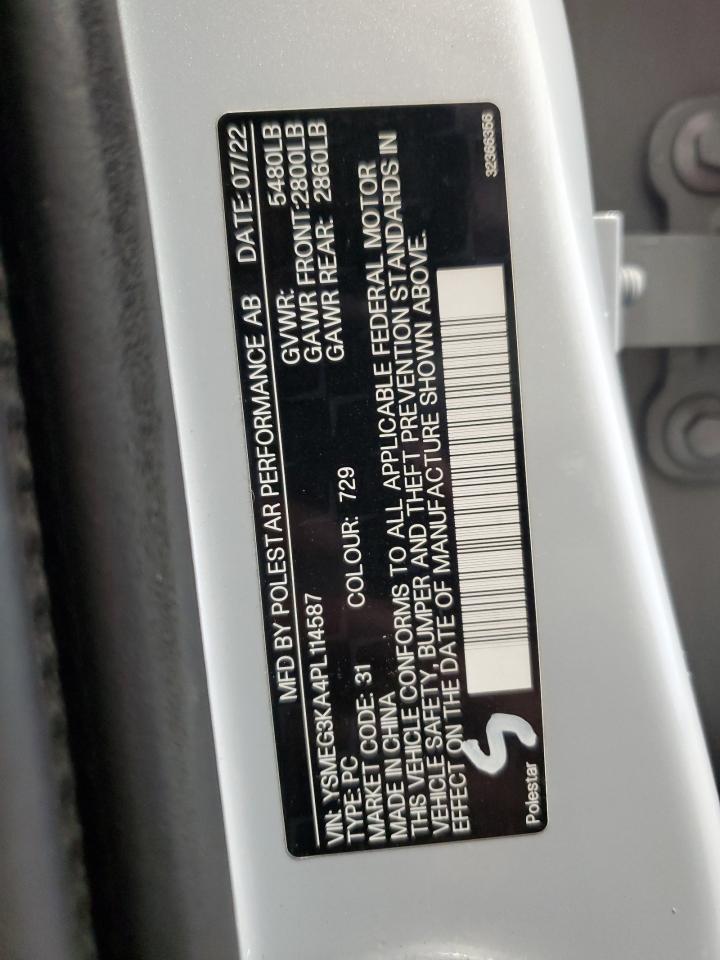 MFD BY POLESTAR PERFORMANCE AB DATE: 07/22
GVWR: 5480LB
GAWR FRONT: 2800LB
GAWR REAR: 2860LB
VIN: YSMEG3KA4PL114587
TYPE: PC
MARKET CODE: 31 COLOUR: 729
MADE IN CHINA
THIS VEHICLE CONFORMS TO ALL APPLICABLE FEDERAL MOTOR
VEHICLE SAFETY, BUMPER AND THEFT PREVENTION STANDARDS IN
EFFECT ON THE DATE OF MANUFACTURE SHOWN ABOVE.
32366366
S
Polestar